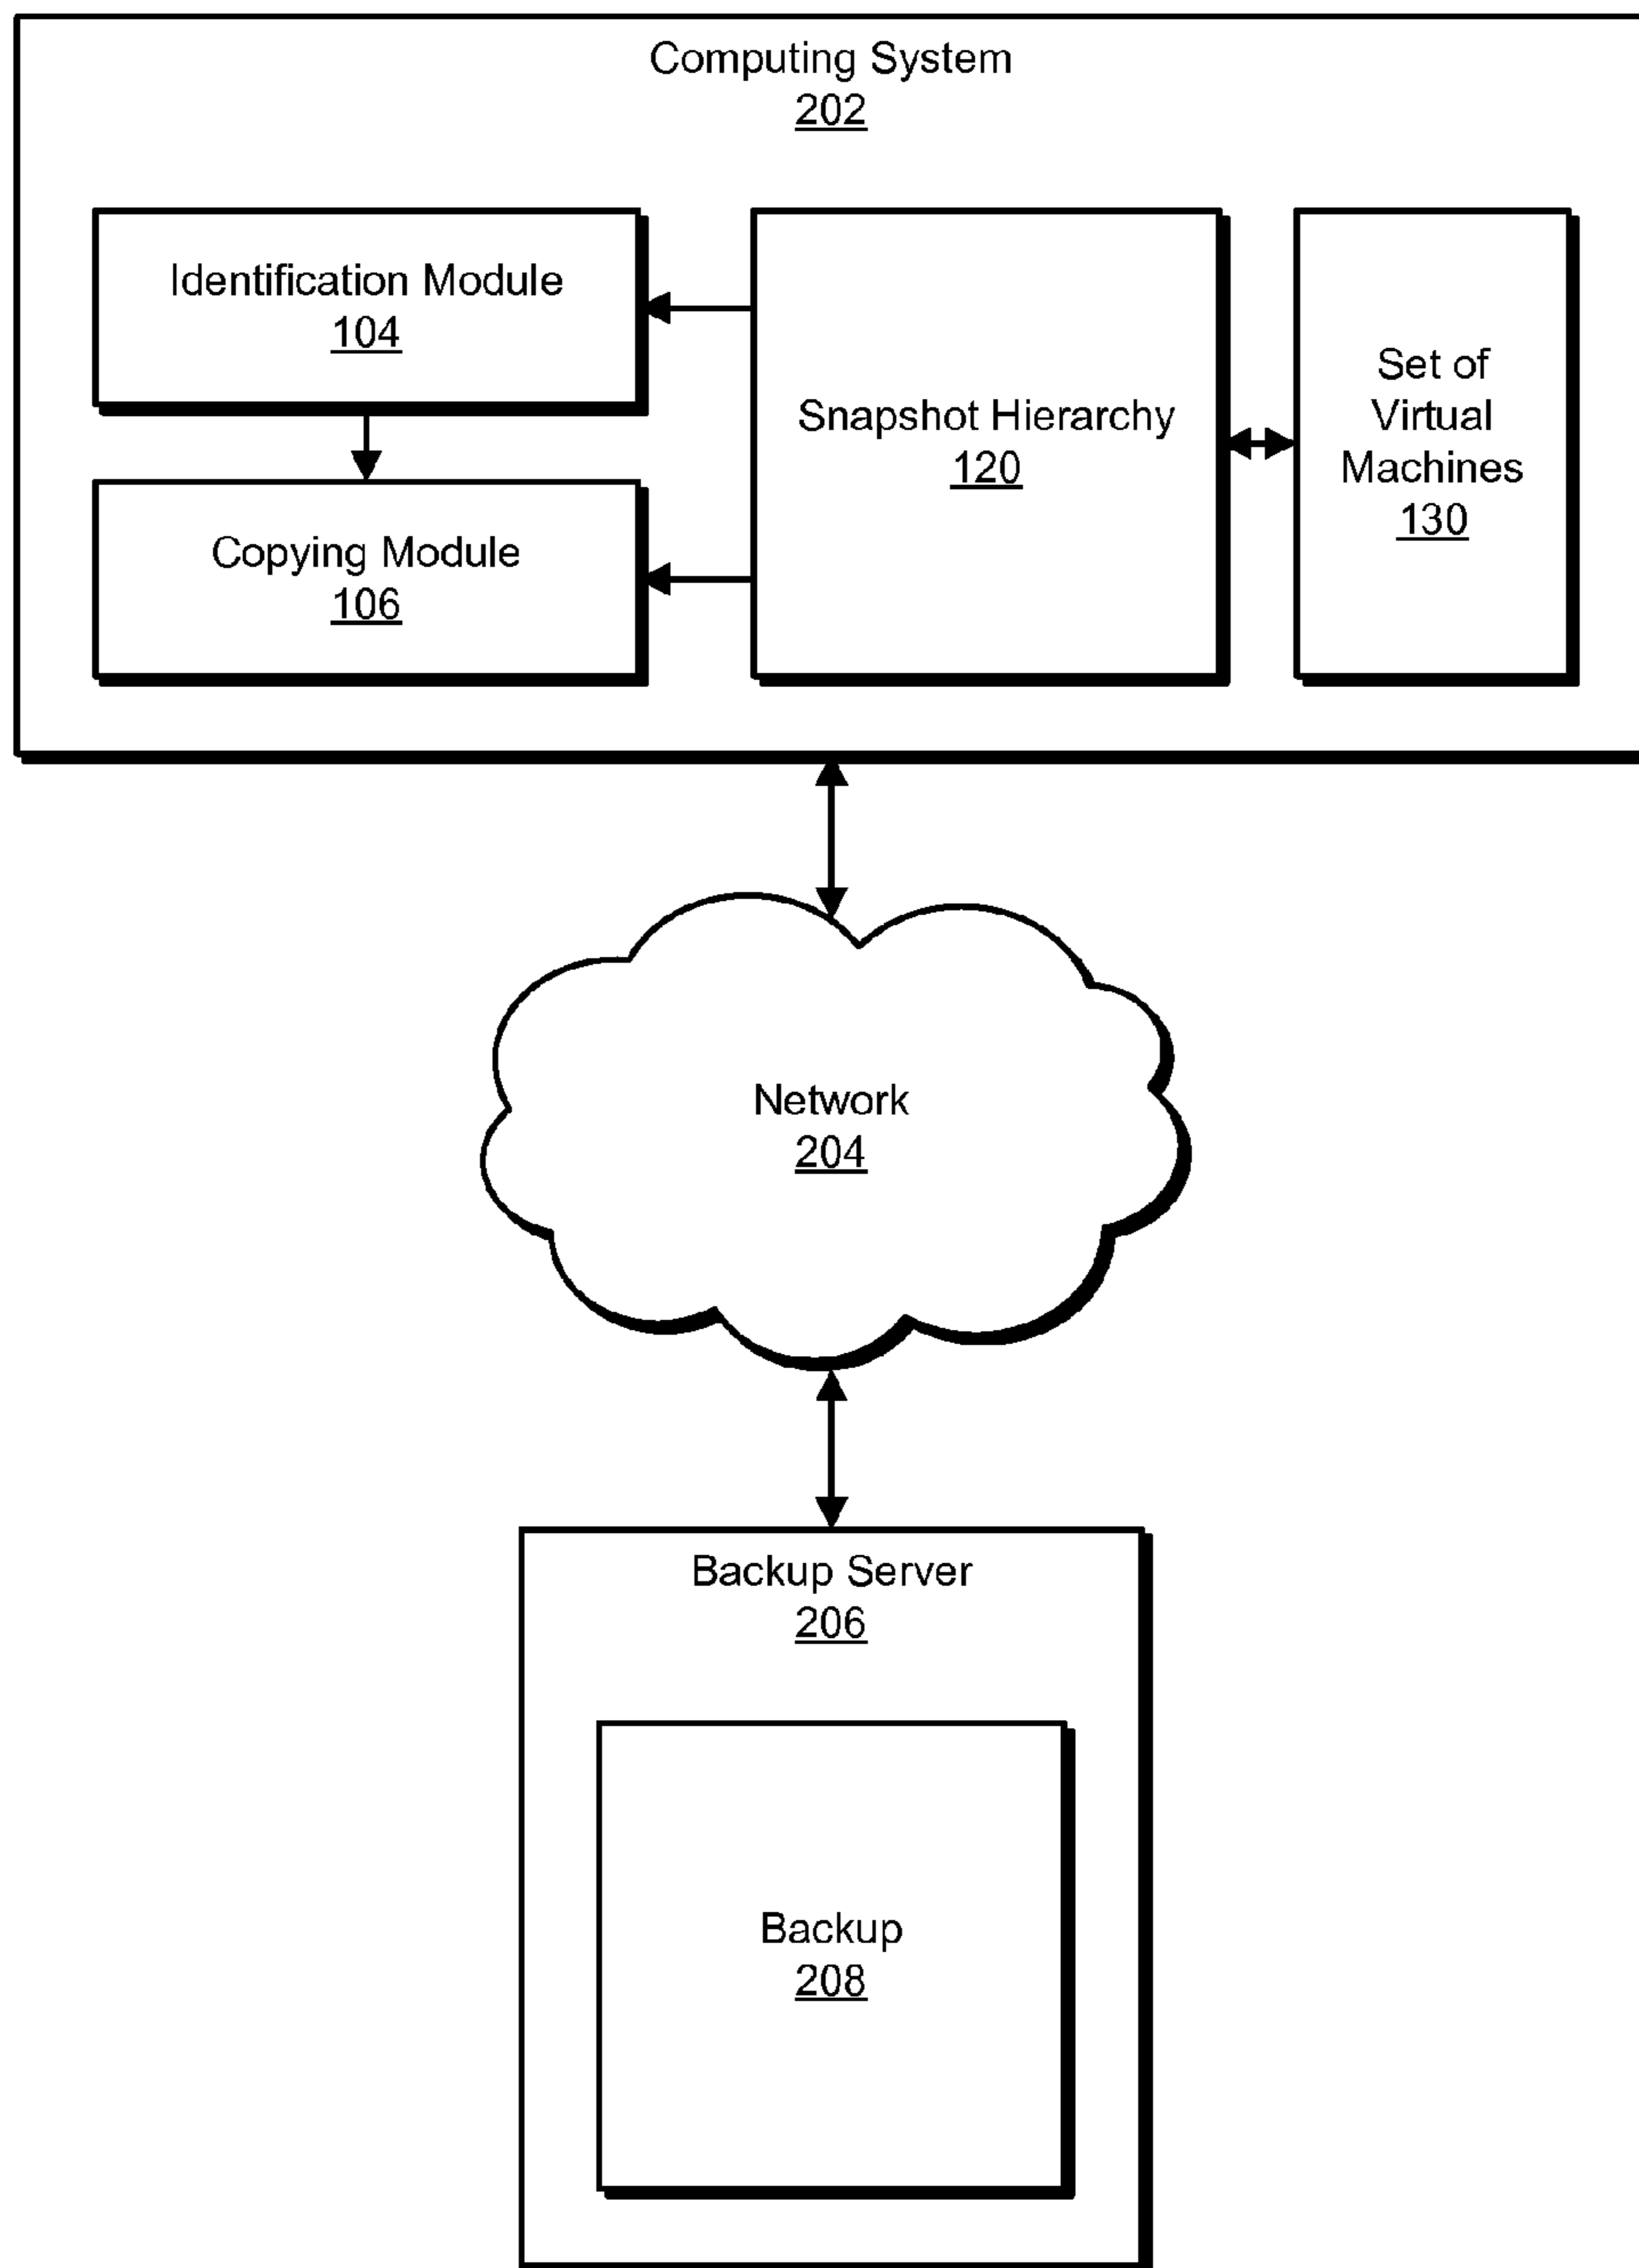 Computing System
202
Identification Module
104
Snapshot Hierarchy
120
Set of
Virtual
Machines
130
Copying Module
106
Network
204
Backup Server
206
Backup
208